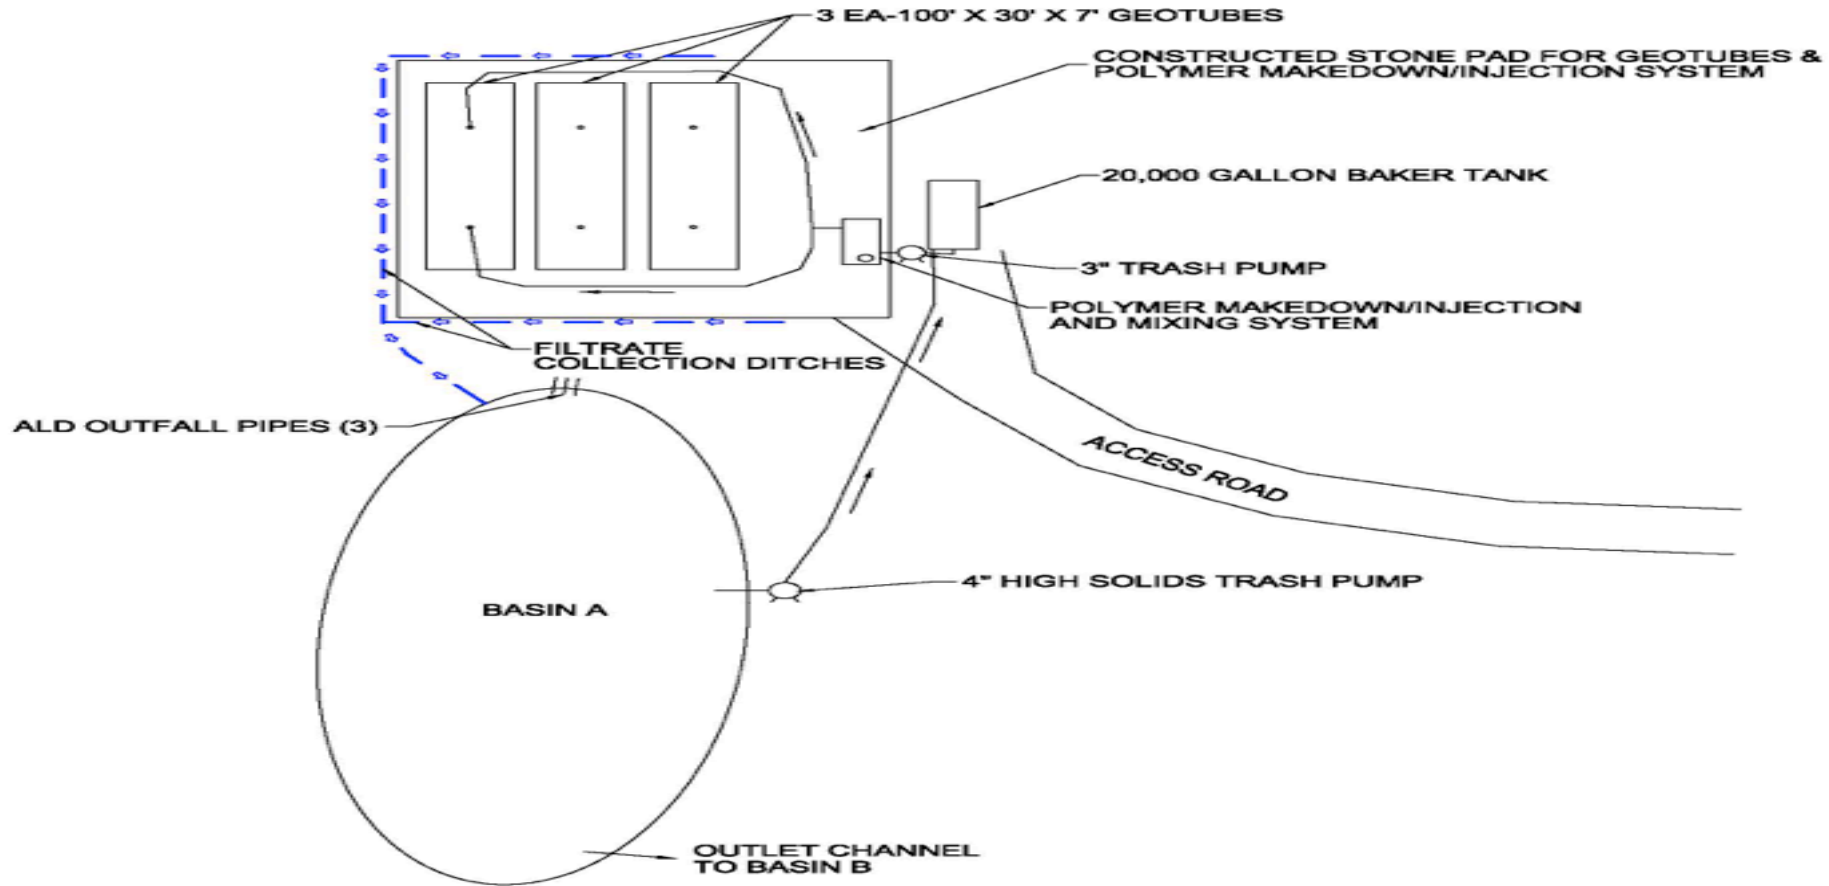 3 EA-100' X 30' X 7' GEOTUBES
CONSTRUCTED STONE PAD FOR GEOTUBES &
POLYMER MAKEDOWN/INJECTION SYSTEM
20,000 GALLON BAKER TANK
3" TRASH PUMP
POLYMER MAKEDOWN/INJECTION
AND MIXING SYSTEM
FILTRATE
COLLECTION DITCHES
ALD OUTFALL PIPES (3)
ACCESS ROAD
4" HIGH SOLIDS TRASH PUMP
BASIN A
OUTLET CHANNEL
TO BASIN B